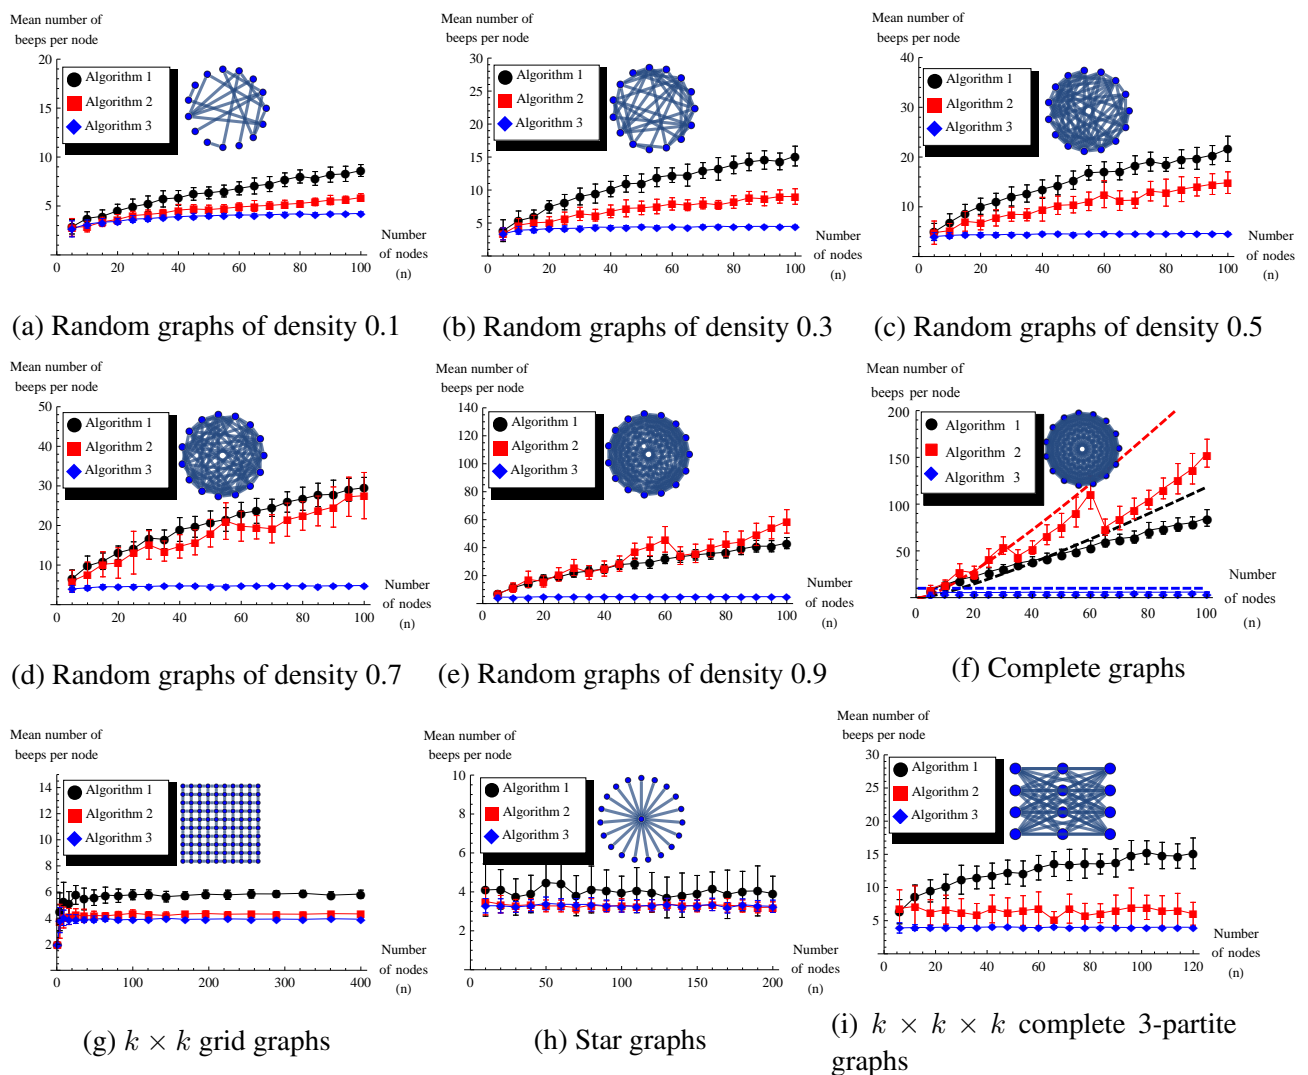 Mean number of
beeps per node
20
15
10
5
0 20 40 60 80 100
Algorithm 1
Algorithm 2
Algorithm 3
Number
of nodes
(n)
(a) Random graphs of density 0.1
Mean number of
beeps per node
30
25
20
15
10
5
0 20 40 60 80 100
Algorithm 1
Algorithm 2
Algorithm 3
Number
of nodes
(n)
(b) Random graphs of density 0.3
Mean number of
beeps per node
40
30
20
10
0 20 40 60 80 100
Algorithm 1
Algorithm 2
Algorithm 3
Number
of nodes
(n)
(c) Random graphs of density 0.5
Mean number of
beeps per node
50
40
30
20
10
0 20 40 60 80 100
Algorithm 1
Algorithm 2
Algorithm 3
Number
of nodes
(n)
(d) Random graphs of density 0.7
Mean number of
beeps per node
140
120
100
80
60
40
20
0 20 40 60 80 100
Algorithm 1
Algorithm 2
Algorithm 3
Number
of nodes
(n)
(e) Random graphs of density 0.9
Mean number of
beeps per node
200
150
100
50
0 20 40 60 80 100
Algorithm 1
Algorithm 2
Algorithm 3
Number
of nodes
(n)
(f) Complete graphs
Mean number of
beeps per node
14
12
10
8
6
4
2
0 100 200 300 400
Algorithm 1
Algorithm 2
Algorithm 3
Number
of nodes
(n)
(g) k × k grid graphs
Mean number of
beeps per node
10
8
6
4
2
0 50 100 150 200
Algorithm 1
Algorithm 2
Algorithm 3
Number
of nodes
(n)
(h) Star graphs
Mean number of
beeps per node
30
25
20
15
10
5
0 20 40 60 80 100 120
Algorithm 1
Algorithm 2
Algorithm 3
Number
of nodes
(n)
(i) k × k × k complete 3-partite
graphs